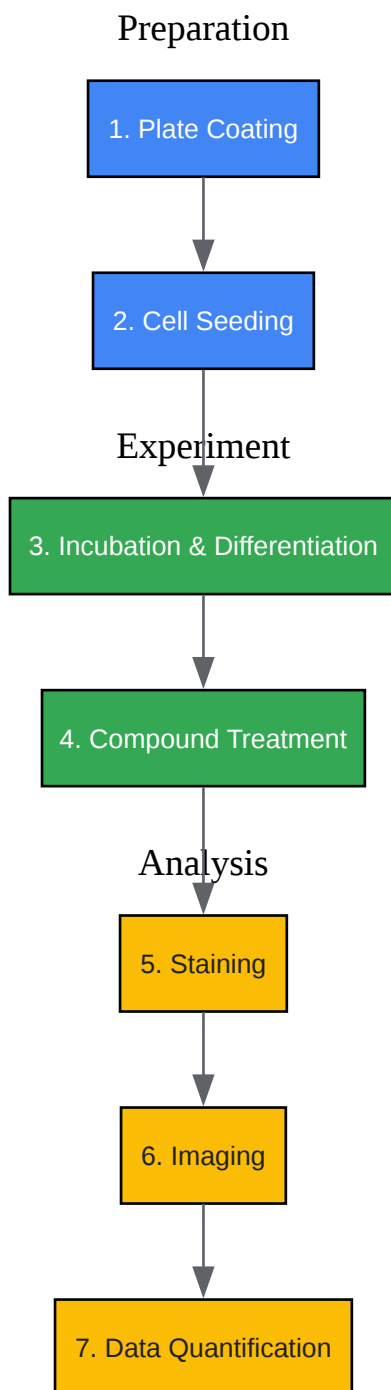 Preparation
1. Plate Coating
2. Cell Seeding
Experiment
3. Incubation & Differentiation
4. Compound Treatment
Analysis
5. Staining
6. Imaging
7. Data Quantification